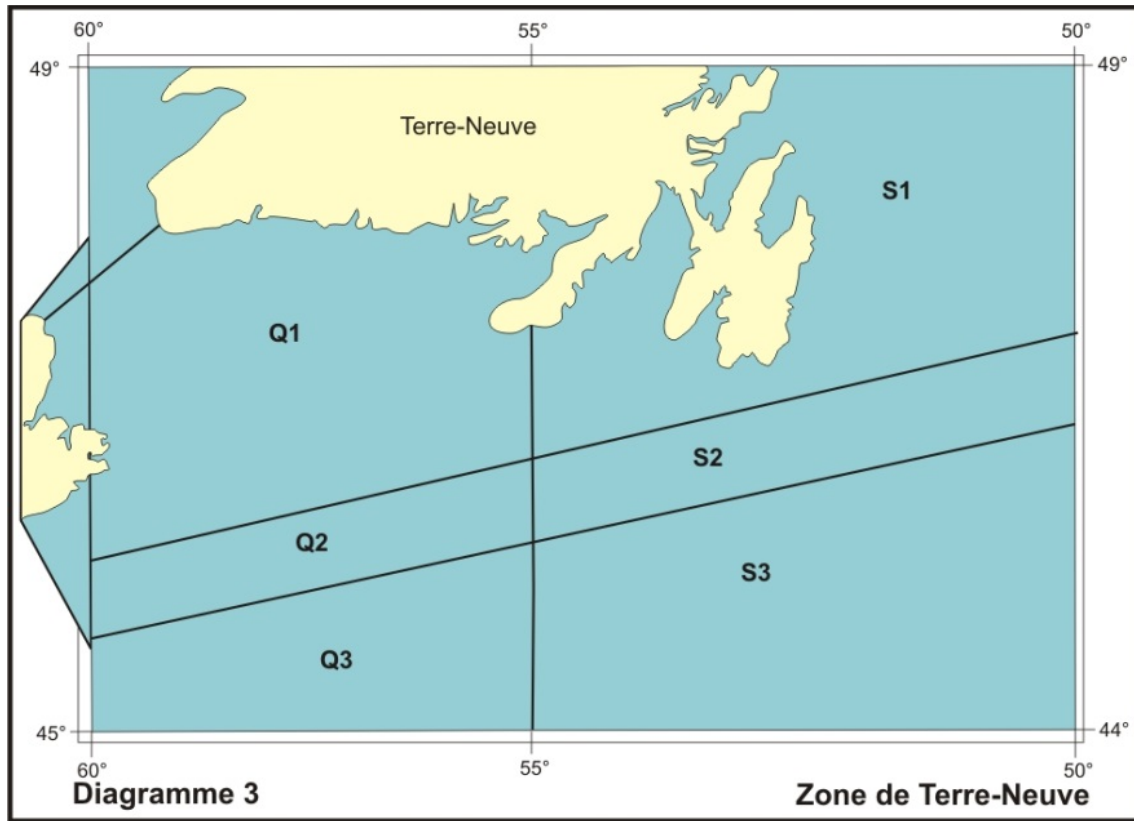 60° 55° 50°
49° 49°
Terre-Neuve
S1
Q1
S2
Q2
S3
Q3
45° 44°
60° 55° 50°
Diagramme 3 Zone de Terre-Neuve